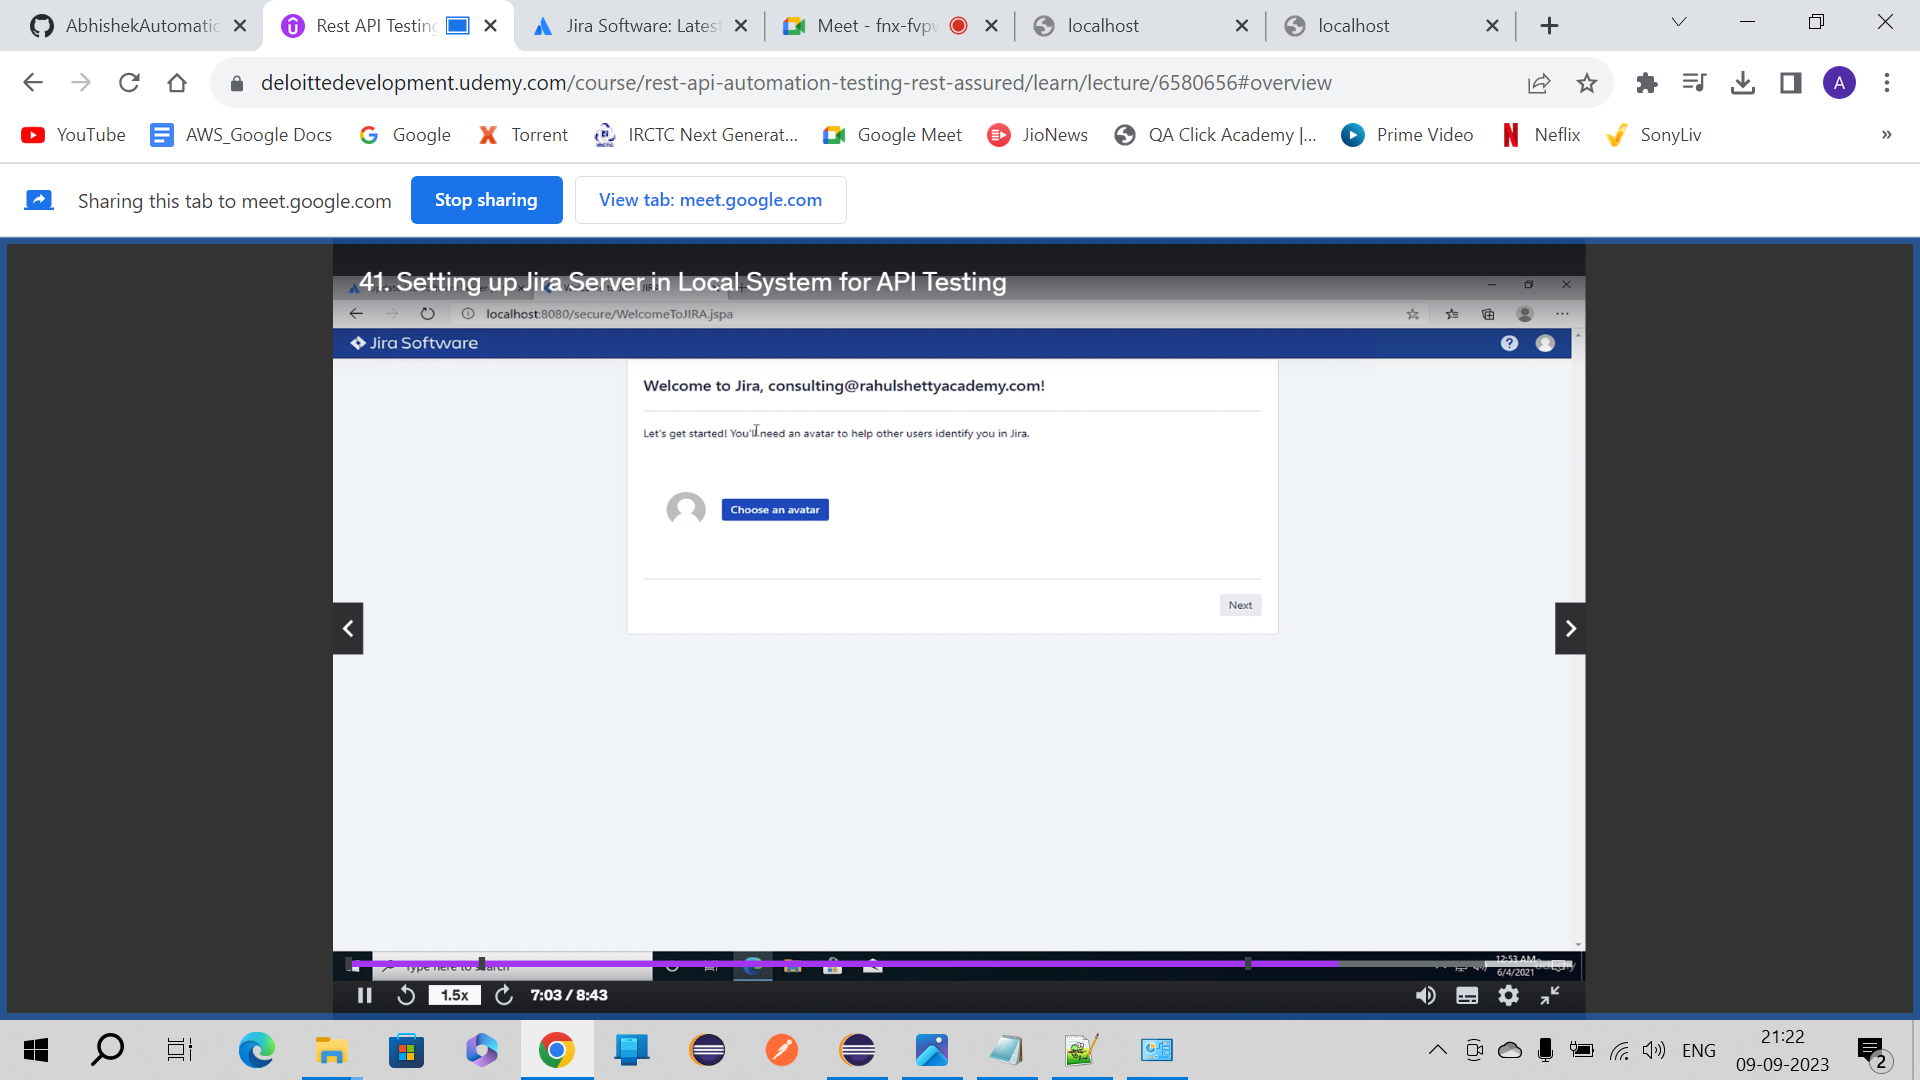 AbhishekAutomatic
Rest API Testing
Jira Software: Latest
Meet - fnx-fvpv
localhost
localhost
deloittedevelopment.udemy.com/course/rest-api-automation-testing-rest-assured/learn/lecture/6580656#overview
A
YouTube
AWS_Google Docs
Google
Torrent
IRCTC Next Generat...
Google Meet
JioNews
QA Click Academy |...
Prime Video
Neflix
SonyLiv
»
Sharing this tab to meet.google.com
Stop sharing
View tab: meet.google.com
41. Setting up Jira Server in Local System for API Testing
localhost:8080/secure/WelcomeToJIRA.jspa
Jira Software
Welcome to Jira, consulting@rahulshettyacademy.com!
Let's get started! You'll need an avatar to help other users identify you in Jira.
Choose an avatar
Next
Type here to search
12:53 AM
6/4/2021
1.5x
7:03 / 8:43
ENG
21:22
09-09-2023
2